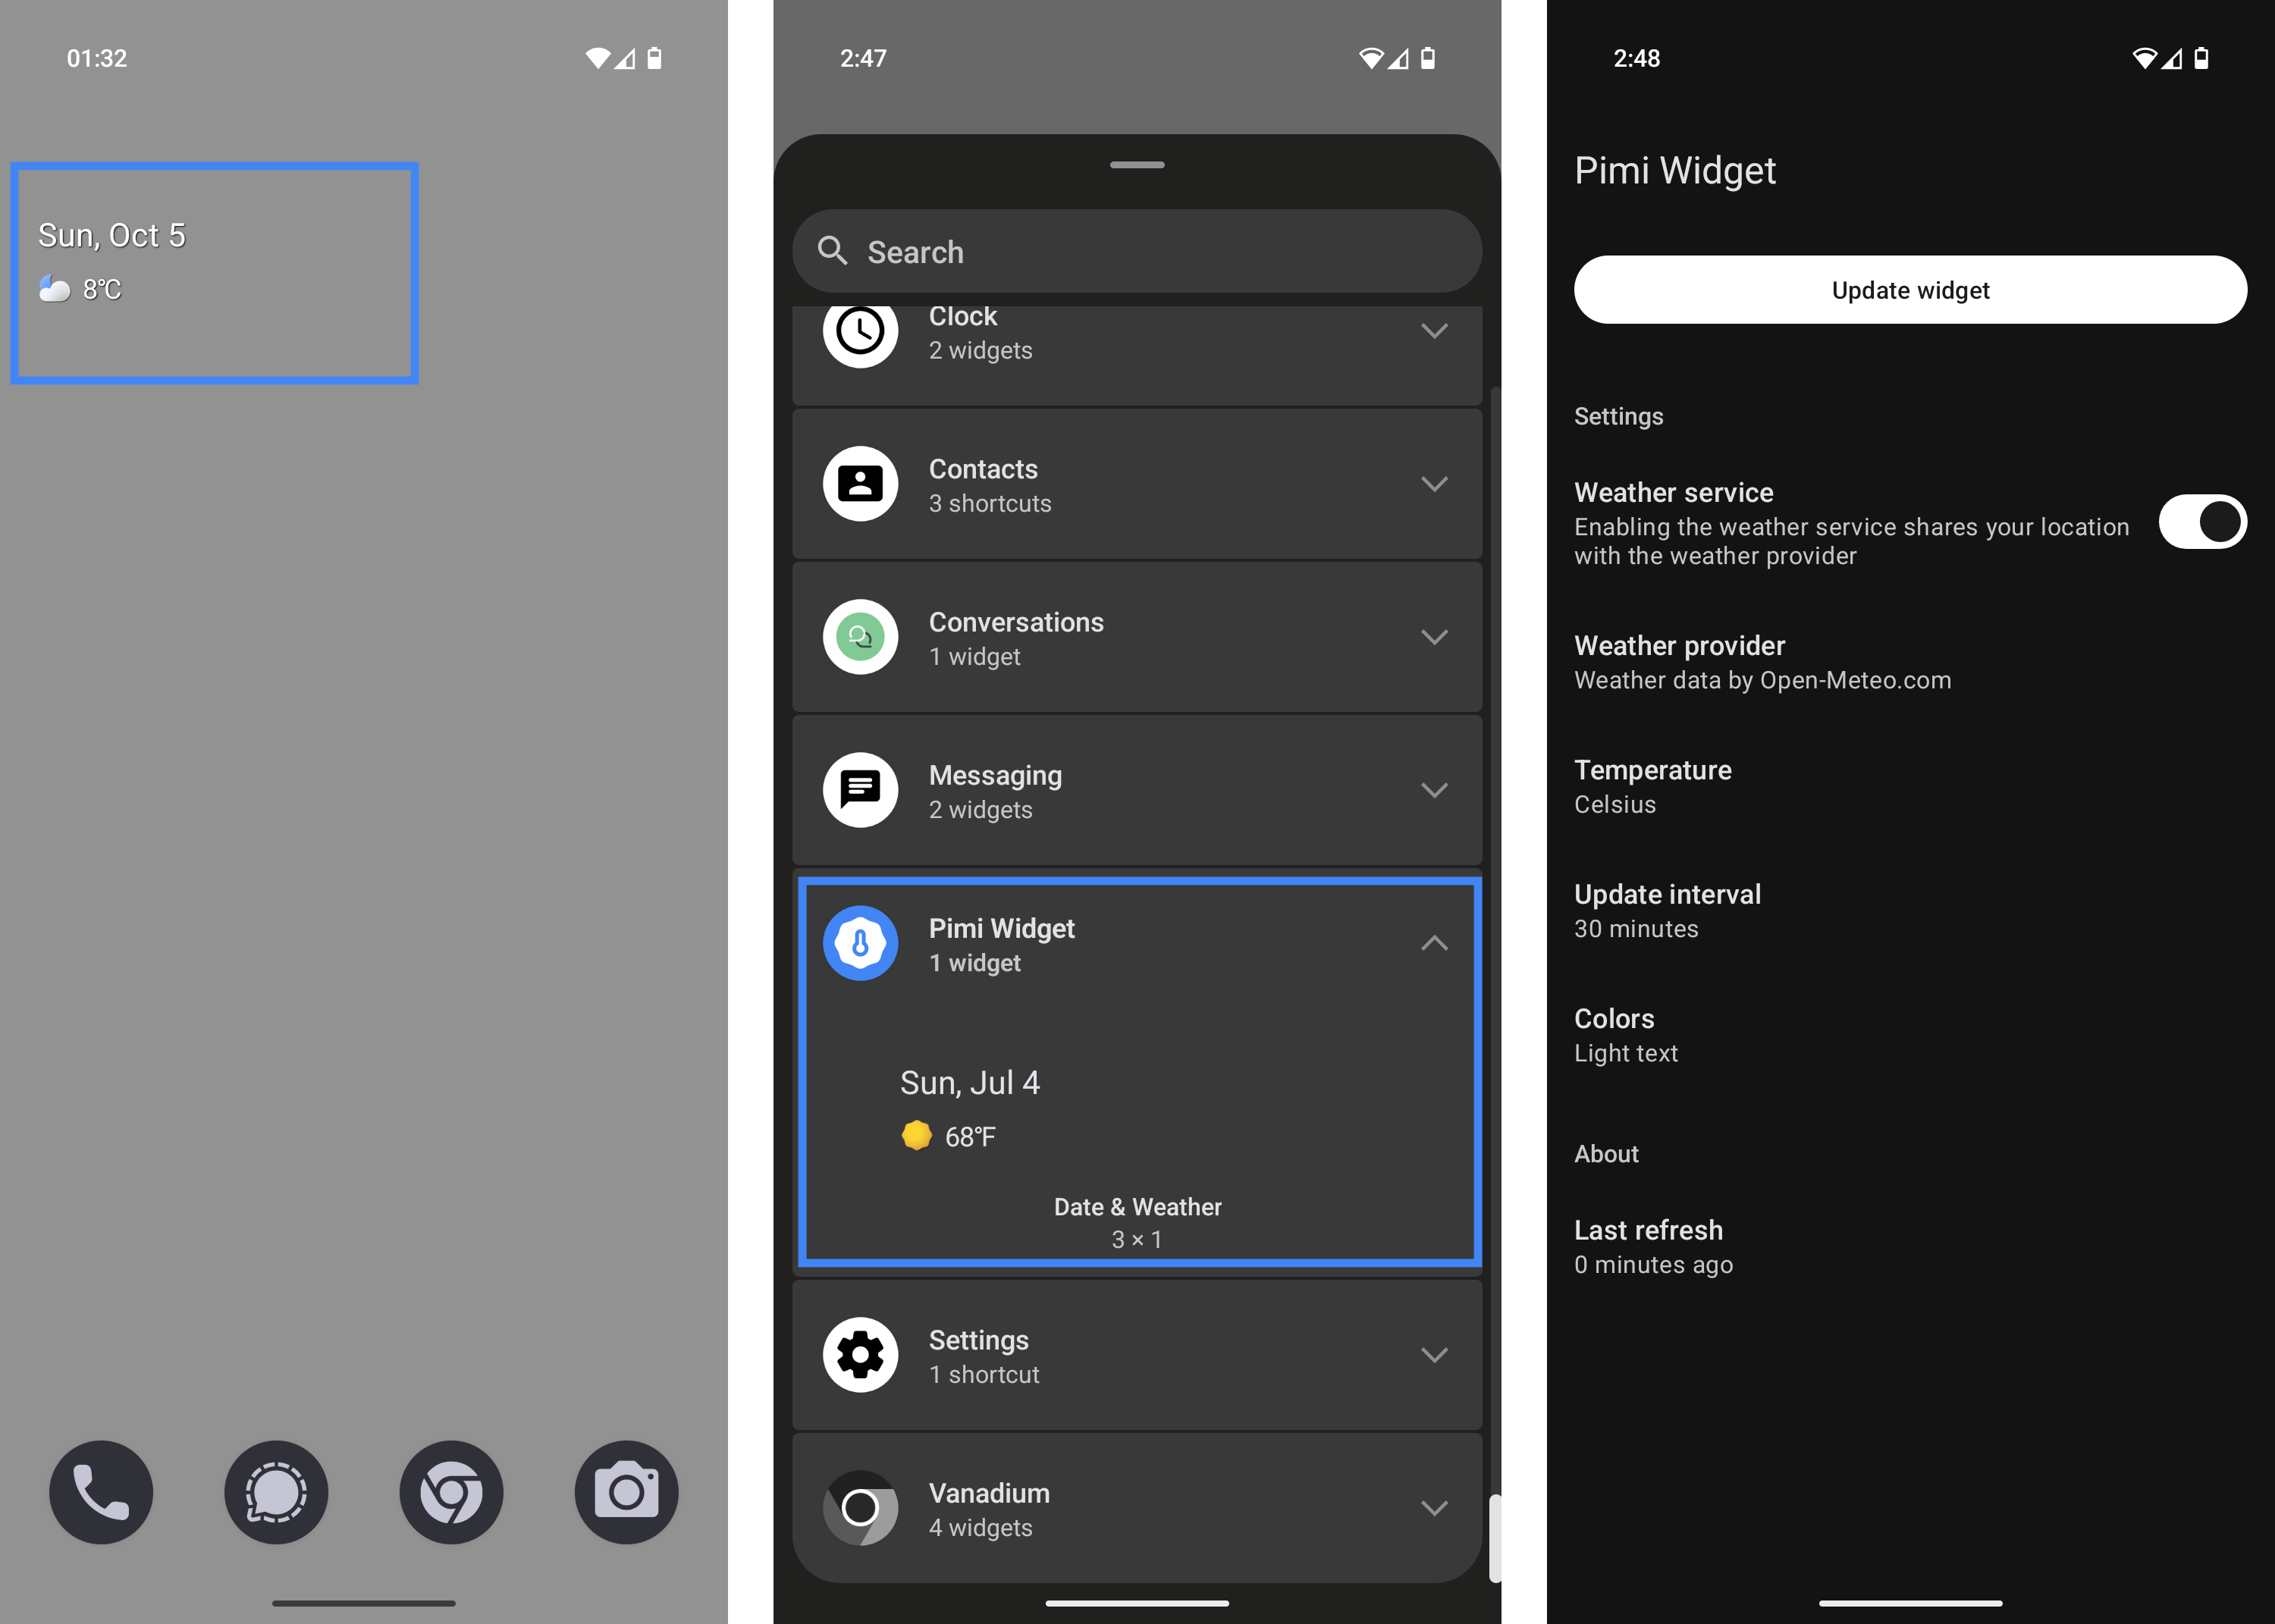 01:32
Sun, Oct 5
8°C
2:47
Search
Clock
2 widgets
Contacts
3 shortcuts
Conversations
1 widget
Messaging
2 widgets
Pimi Widget
1 widget
Sun, Jul 4
68°F
Date & Weather
3 × 1
Settings
1 shortcut
Vanadium
4 widgets
2:48
Pimi Widget
Update widget
Settings
Weather service
Enabling the weather service shares your location
with the weather provider
Weather provider
Weather data by Open-Meteo.com
Temperature
Celsius
Update interval
30 minutes
Colors
Light text
About
Last refresh
0 minutes ago